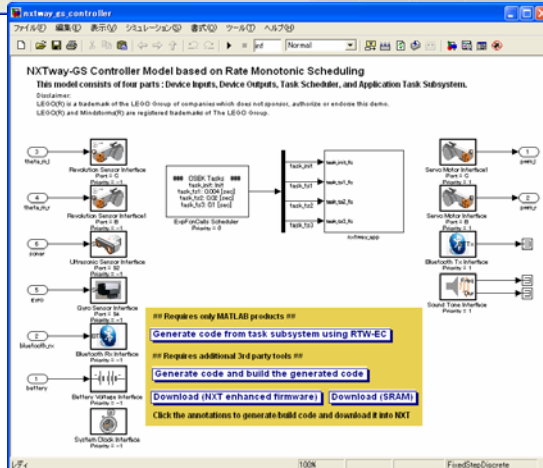 nxtway_gs_controller
ファイル(F) 編集(E) 表示(V) シミュレーション(S) 書式(O) ツール(T) ヘルプ(H)
inf Normal
NXTway-GS Controller Model based on Rate Monotonic Scheduling
This model consists of four parts : Device Inputs, Device Outputs, Task Scheduler, and Application Task Subsystem.
Disclaimer:
LEGO(R) is a trademark of the LEGO Group of companies which does not sponsor, authorize or endorse this demo.
LEGO(R) and Mindstorms(R) are registered trademarks of The LEGO Group.
3
theta_m_l
Revolution Sensor Interface
Port = C
Priority = -1
4
theta_m_r
Revolution Sensor Interface1
Port = B
Priority = -1
6
sonar
Ultrasonic Sensor Interface
Port = S2
Priority = -1
5
gyro
Gyro Sensor Interface
Port = S4
Priority = -1
2
bluetooth_rx
Bluetooth Rx Interface
Priority = -1
1
battery
Battery Voltage Interface
Priority = -1
System Clock Interface
Priority = -1
### OSEK Tasks ###
task_init: Init
task_ts1: 0.004 [sec]
task_ts2: 0.02 [sec]
task_ts3: 0.1 [sec]
ExpFcnCalls Scheduler
Priority = 0
task_init
task_ts1
task_ts2
task_ts3
task_init_fc
task_ts1_fc
task_ts2_fc
task_ts3_fc
nxtway_app
Servo Motor Interface1
Port = C
Priority = 1
1
pwm_l
Servo Motor Interface
Port = B
Priority = 1
2
pwm_r
Tx
Bluetooth Tx Interface
Priority = 1
Freq
Dur
Sound Tone Interface
Priority = 1
## Requires only MATLAB products ##
Generate code from task subsystem using RTW-EC
## Requires additional 3rd party tools ##
Generate code and build the generated code
Download (NXT enhanced firmware) Download (SRAM)
Click the annotations to generate/build code and download it into NXT
レディ 100% FixedStepDiscrete